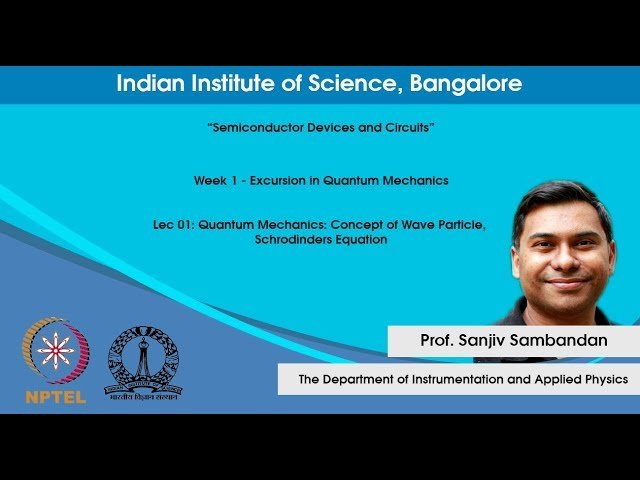 Indian Institute of Science, Bangalore
“Semiconductor Devices and Circuits”
Week 1 - Excursion in Quantum Mechanics
Lec 01: Quantum Mechanics: Concept of Wave Particle,
Schrodinders Equation
Prof. Sanjiv Sambandan
The Department of Instrumentation and Applied Physics
NPTEL
भारतीय विज्ञान संस्थान